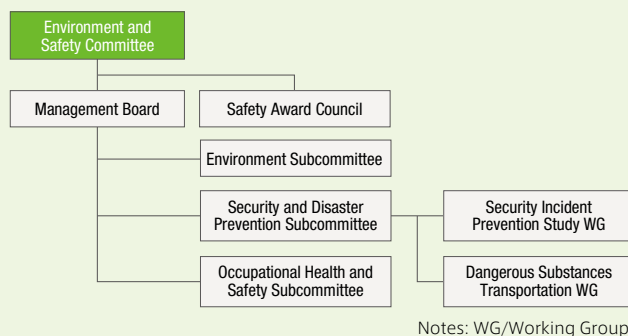 Environment and
Safety Committee
Management Board
Safety Award Council
Environment Subcommittee
Security and Disaster
Prevention Subcommittee
Security Incident
Prevention Study WG
Occupational Health and
Safety Subcommittee
Dangerous Substances
Transportation WG
Notes: WG/Working Group